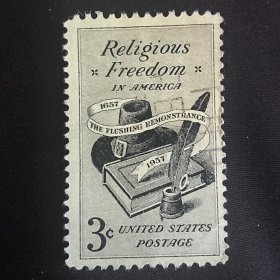 Religious
Freedom
IN AMERICA
1657
THE FLUSHING REMONSTRANCE
1957
3¢ UNITED STATES
POSTAGE